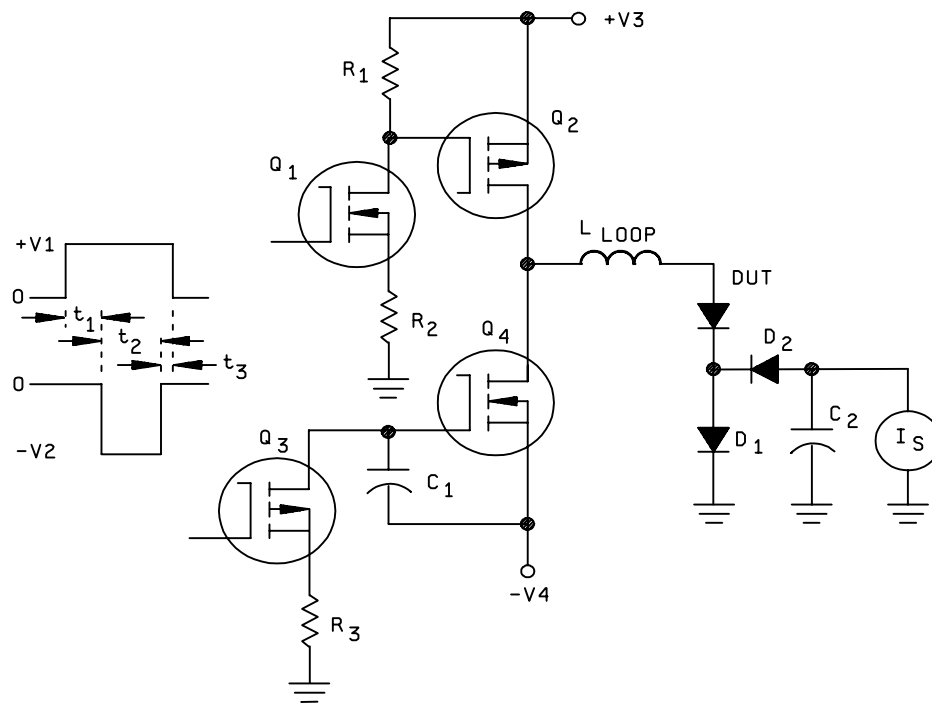 +V3
R1
Q2
Q1
L LOOP
+V1
DUT
0
t1
R2
Q4
t2
D2
t3
0
C2
D1
IS
Q3
-V2
C1
-V4
R3